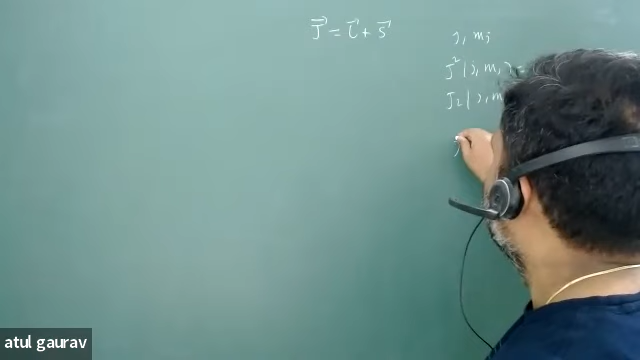 J⃗ = L⃗ + S⃗
j, mj
J² | j, mj > =
Jz | j, m
j
atul gaurav